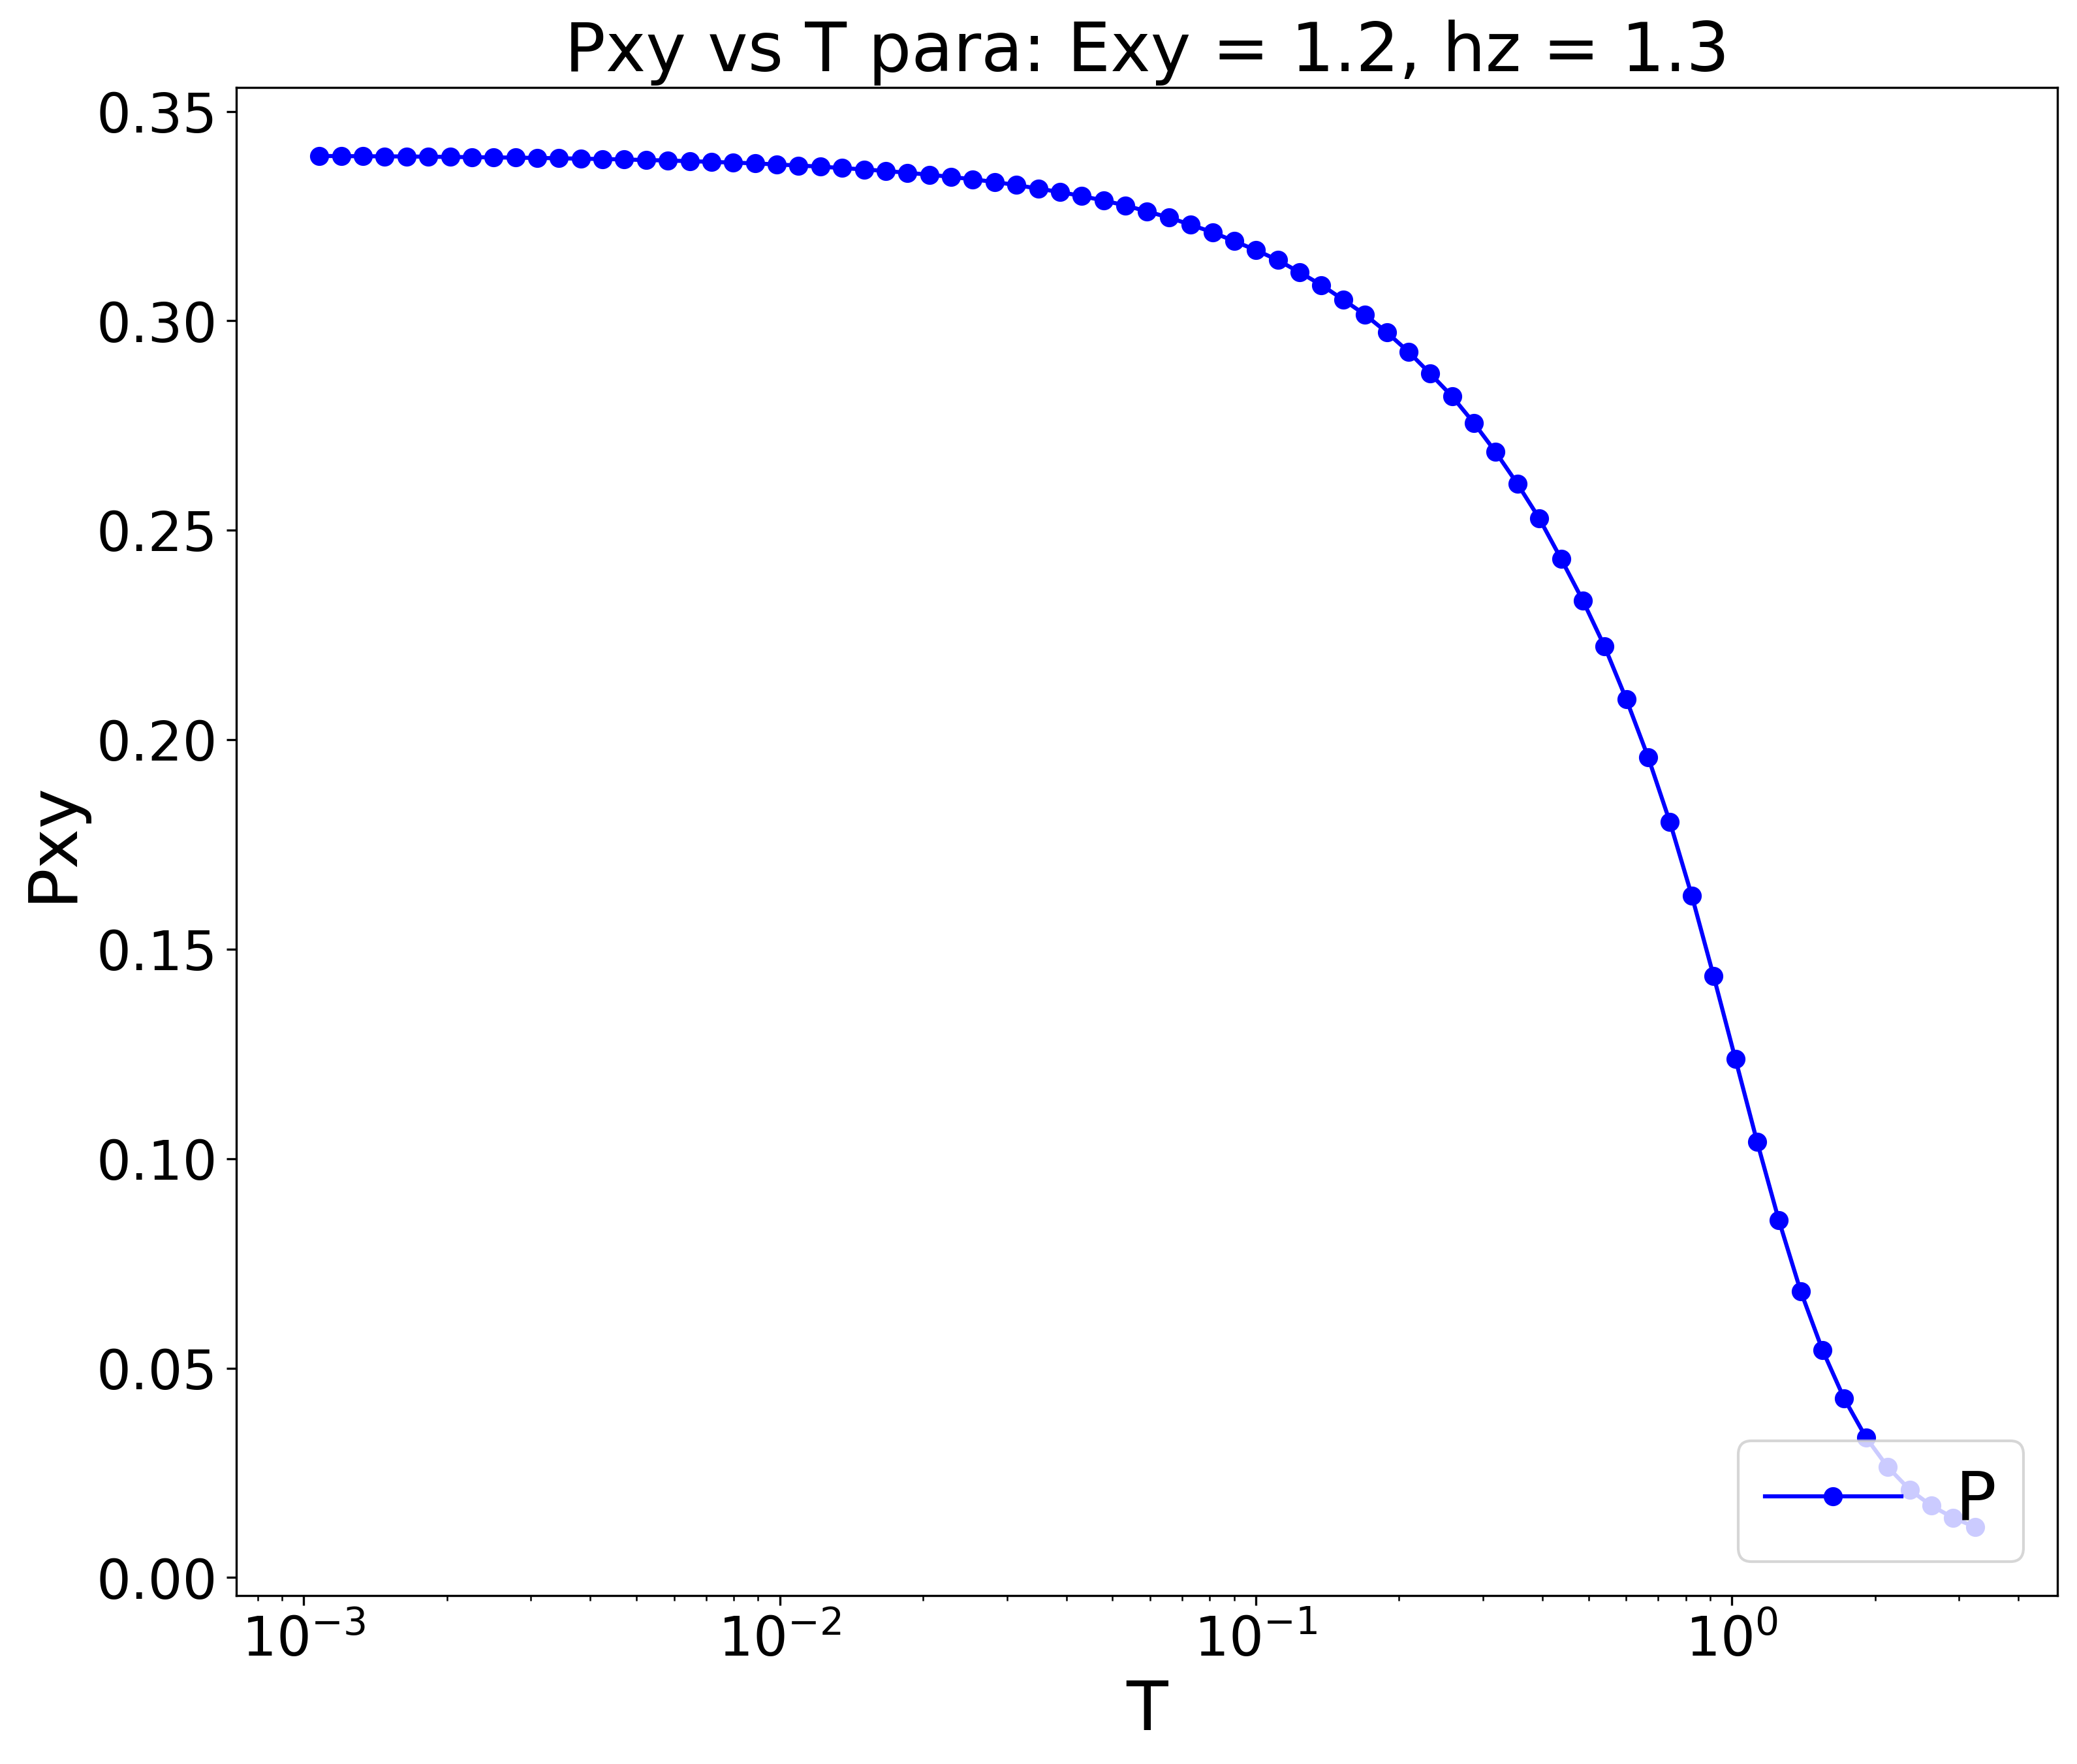 Pxy vs T para: Exy = 1.2, hz = 1.3
Pxy
0.35
0.30
0.25
0.20
0.15
0.10
0.05
0.00
P
10⁻³ 10⁻² 10⁻¹ 10⁰
T